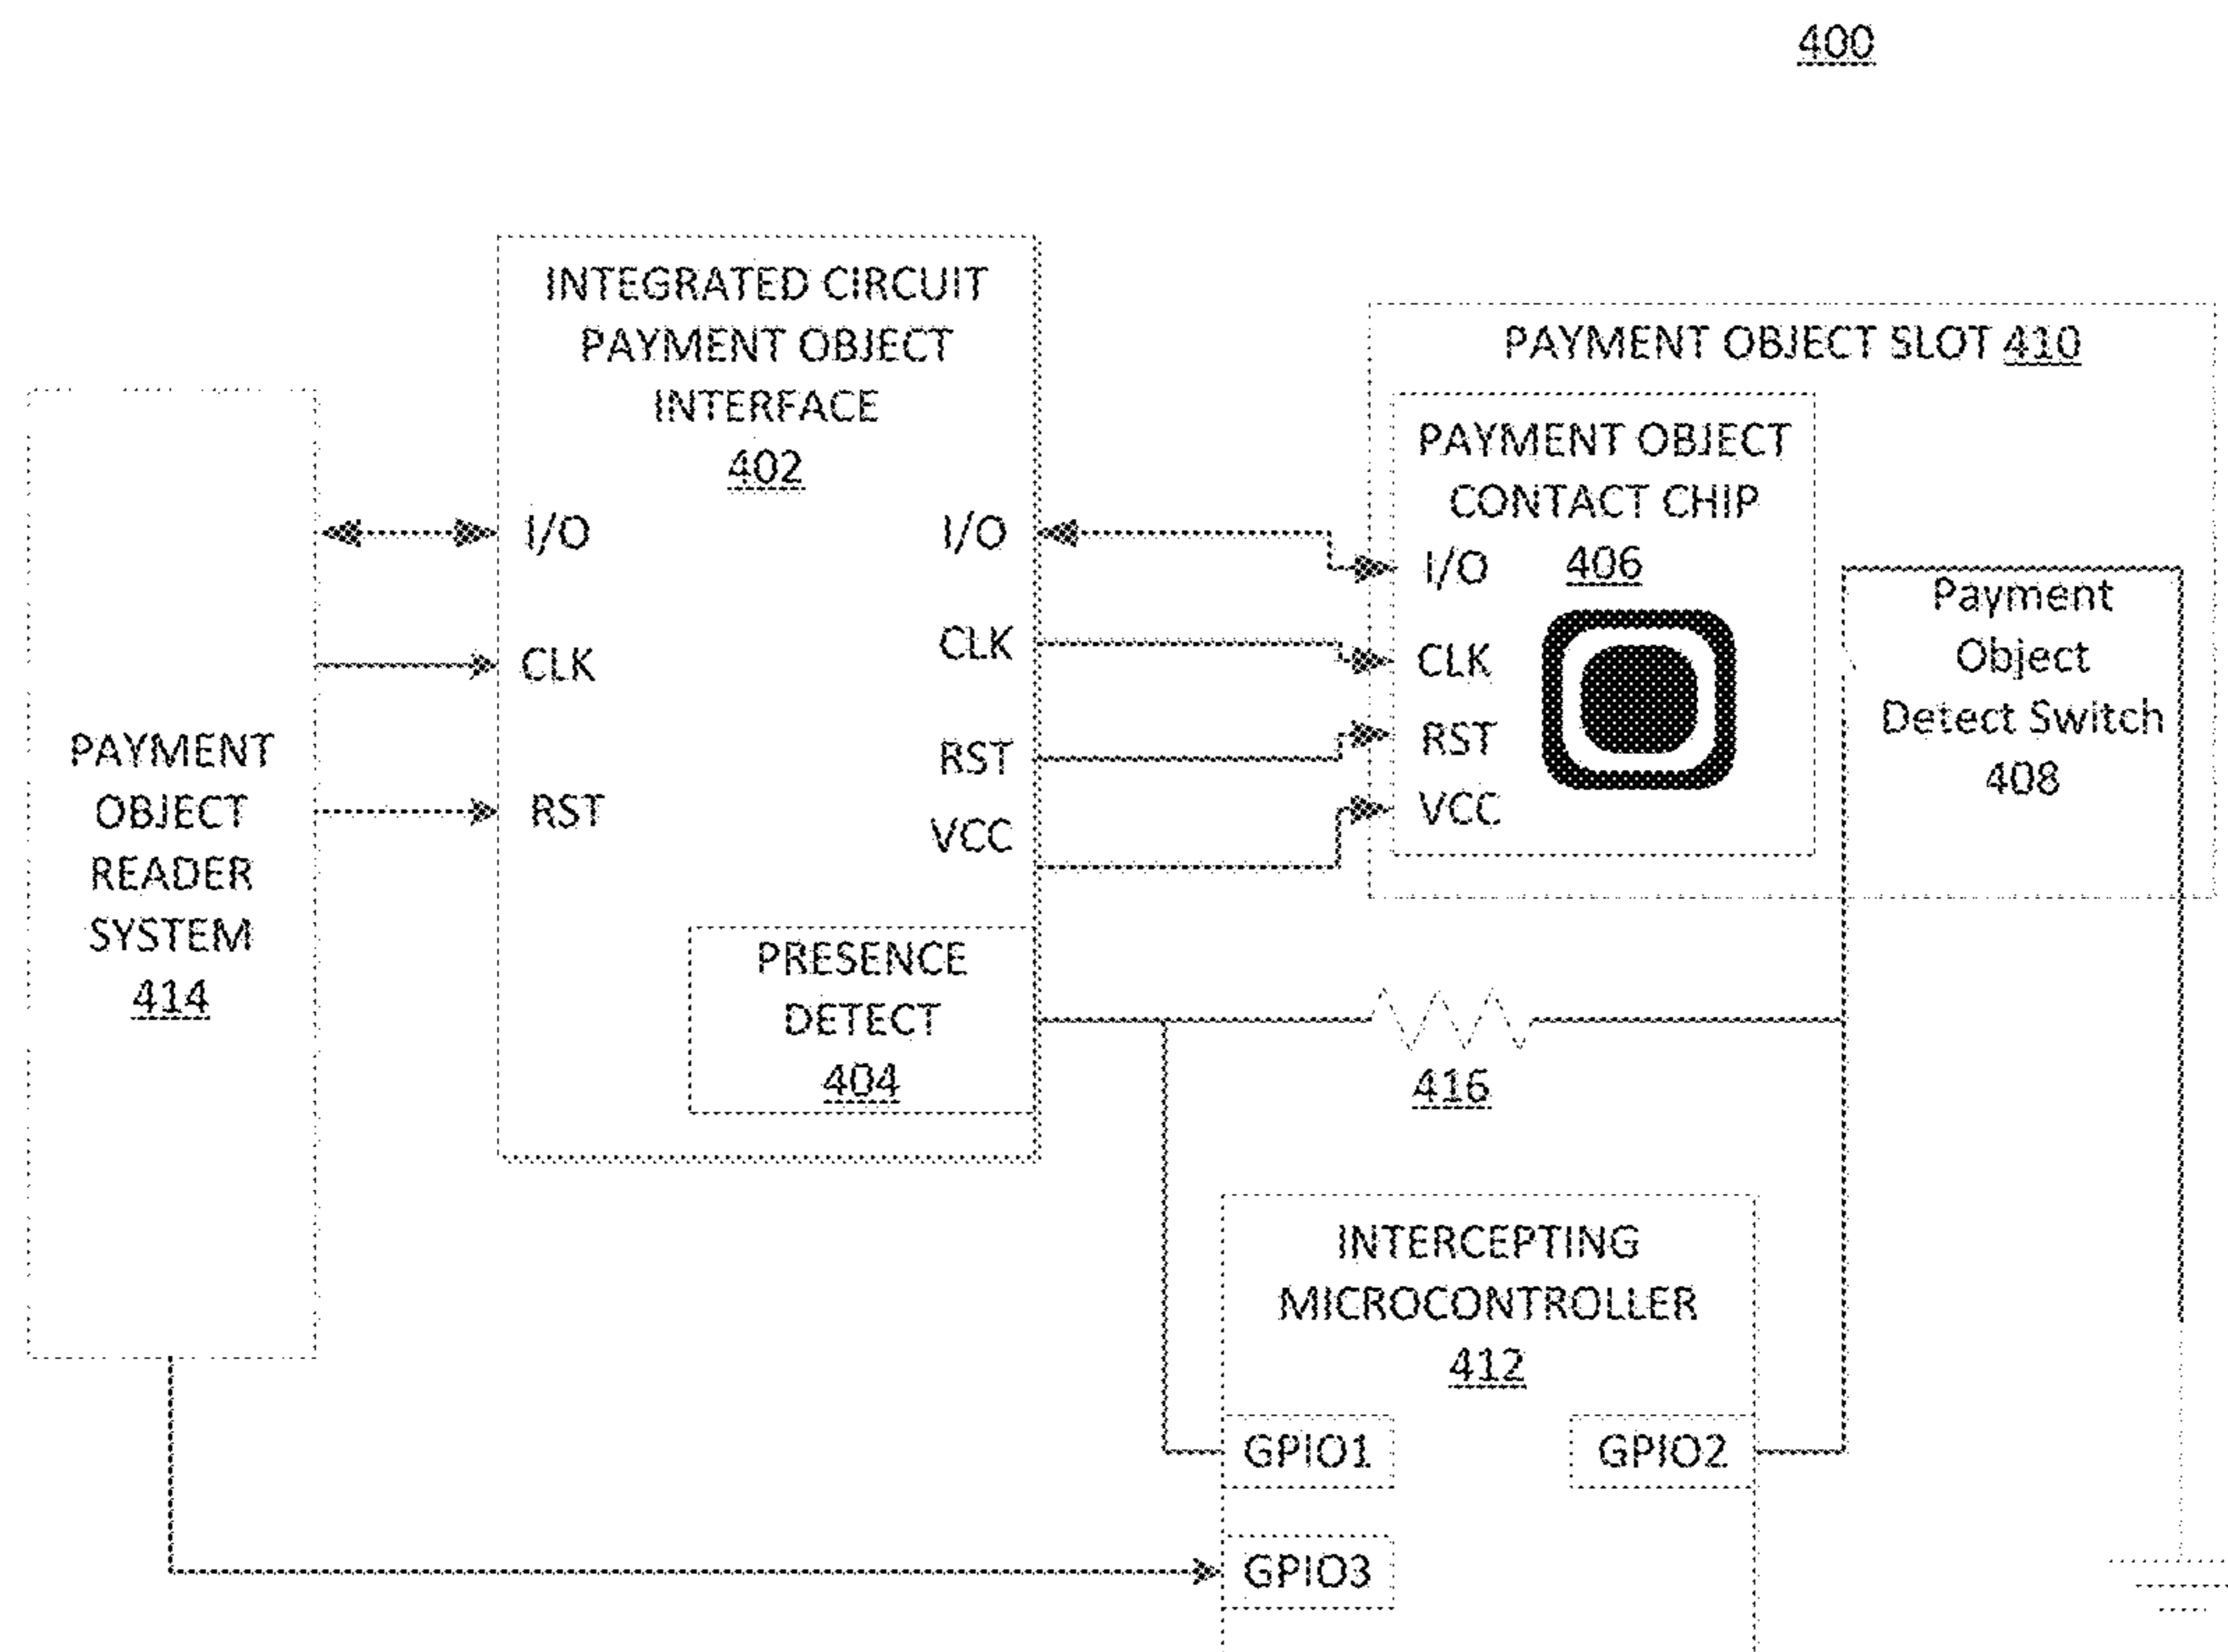 400
INTEGRATED CIRCUIT
PAYMENT OBJECT
INTERFACE
402
I/O
CLK
RST
I/O
CLK
RST
VCC
PRESENCE
DETECT
404
PAYMENT
OBJECT
READER
SYSTEM
414
PAYMENT OBJECT SLOT 410
PAYMENT OBJECT
CONTACT CHIP
406
I/O
CLK
RST
VCC
Payment
Object
Detect Switch
408
416
INTERCEPTING
MICROCONTROLLER
412
GPIO1
GPIO2
GPIO3